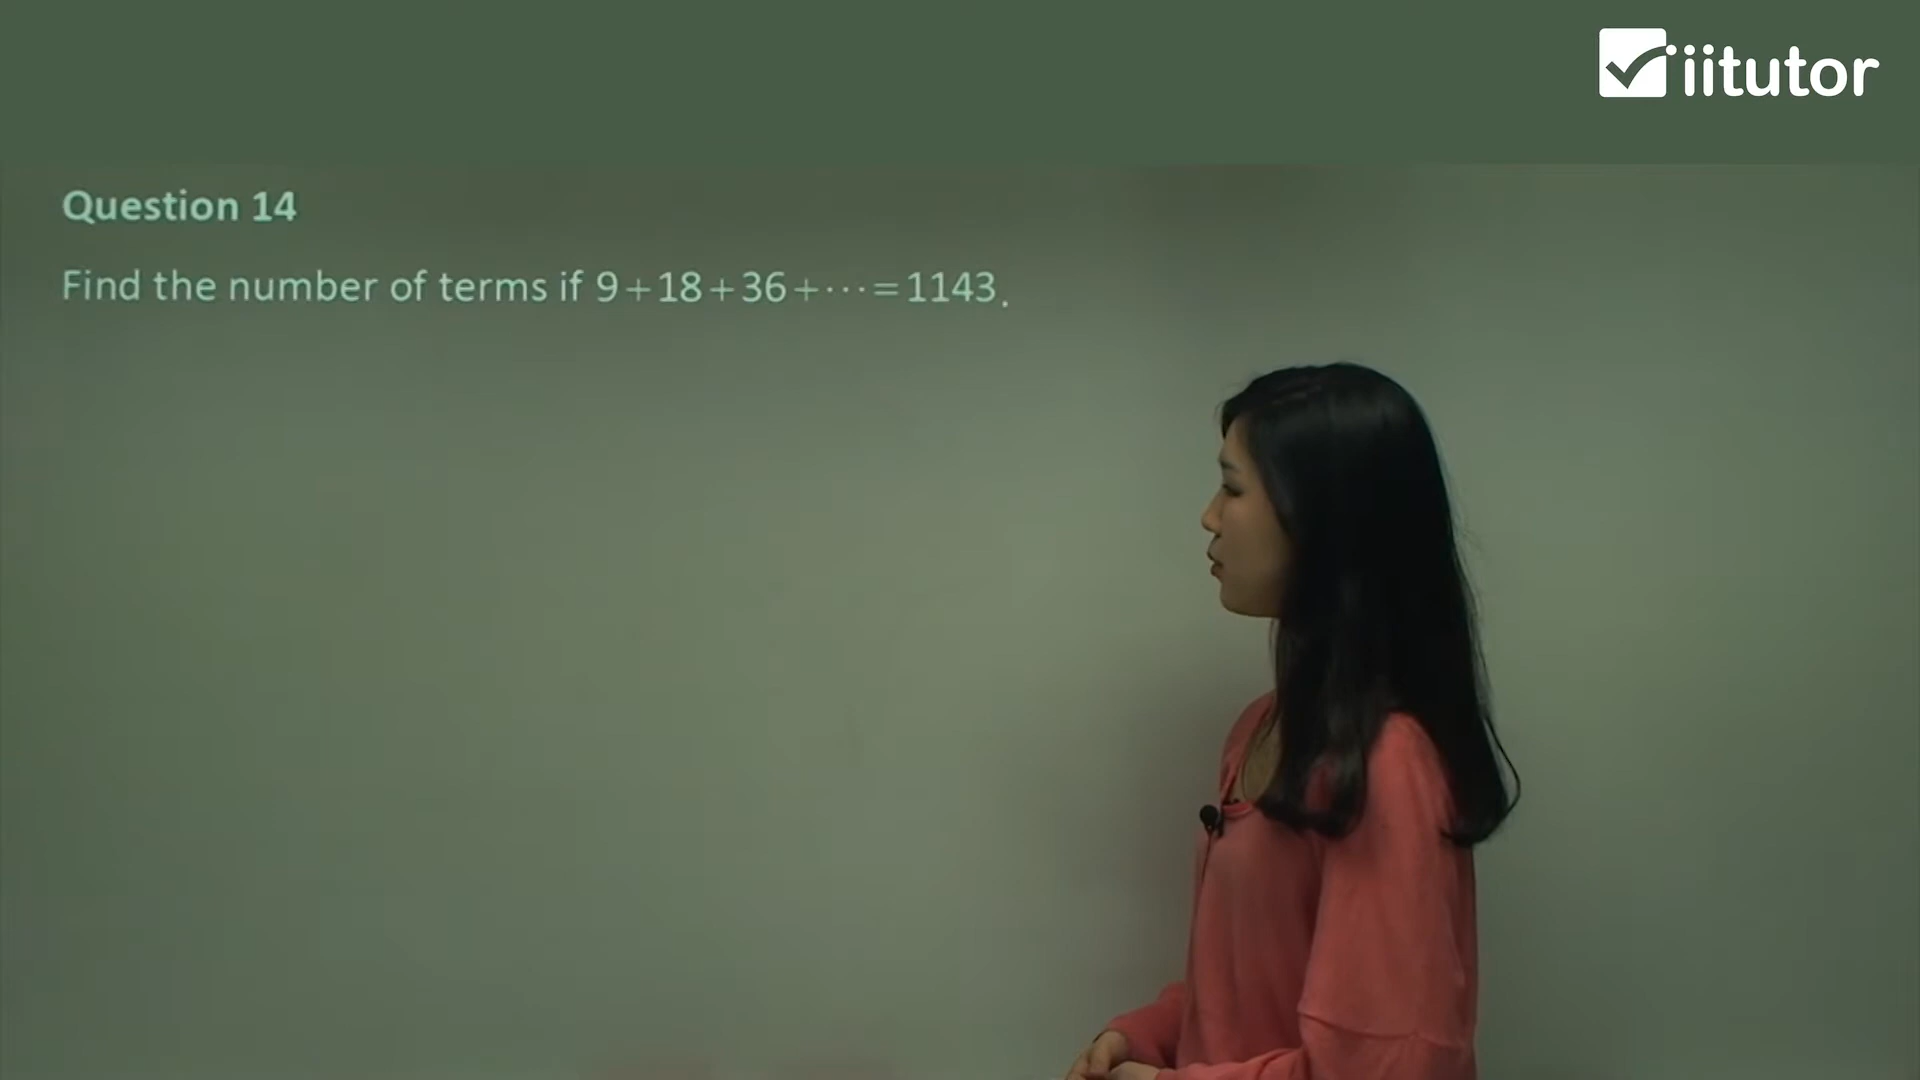 iitutor
Question 14
Find the number of terms if 9+18+36+⋯=1143.